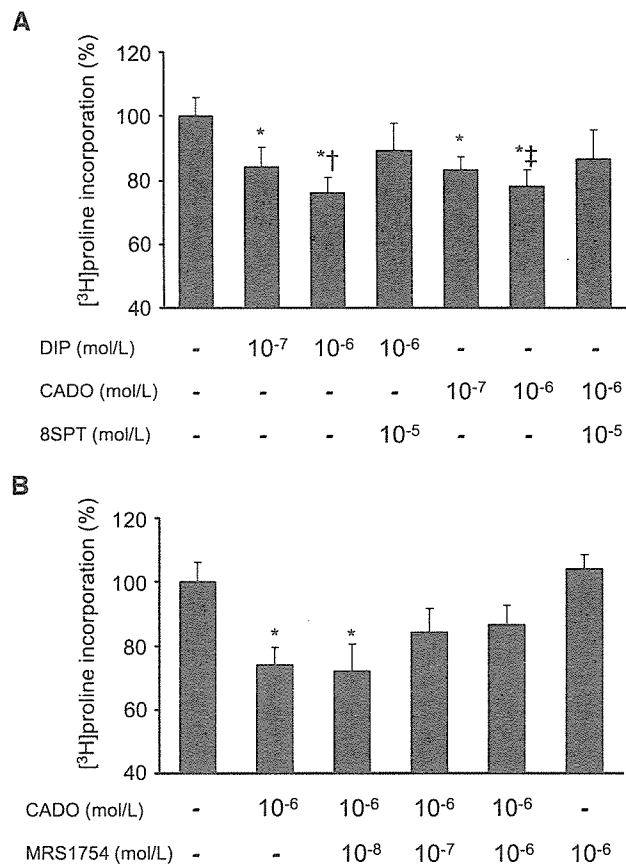 A
[³H]proline incorporation (%)
120
100
80
60
40
*
*†
*
*‡
DIP (mol/L) - 10⁻⁷ 10⁻⁶ 10⁻⁶ - - -
CADO (mol/L) - - - - 10⁻⁷ 10⁻⁶ 10⁻⁶
8SPT (mol/L) - - - 10⁻⁵ - - 10⁻⁵
B
[³H]proline incorporation (%)
120
100
80
60
40
*
*
CADO (mol/L) - 10⁻⁶ 10⁻⁶ 10⁻⁶ 10⁻⁶ -
MRS1754 (mol/L) - - 10⁻⁸ 10⁻⁷ 10⁻⁶ 10⁻⁶